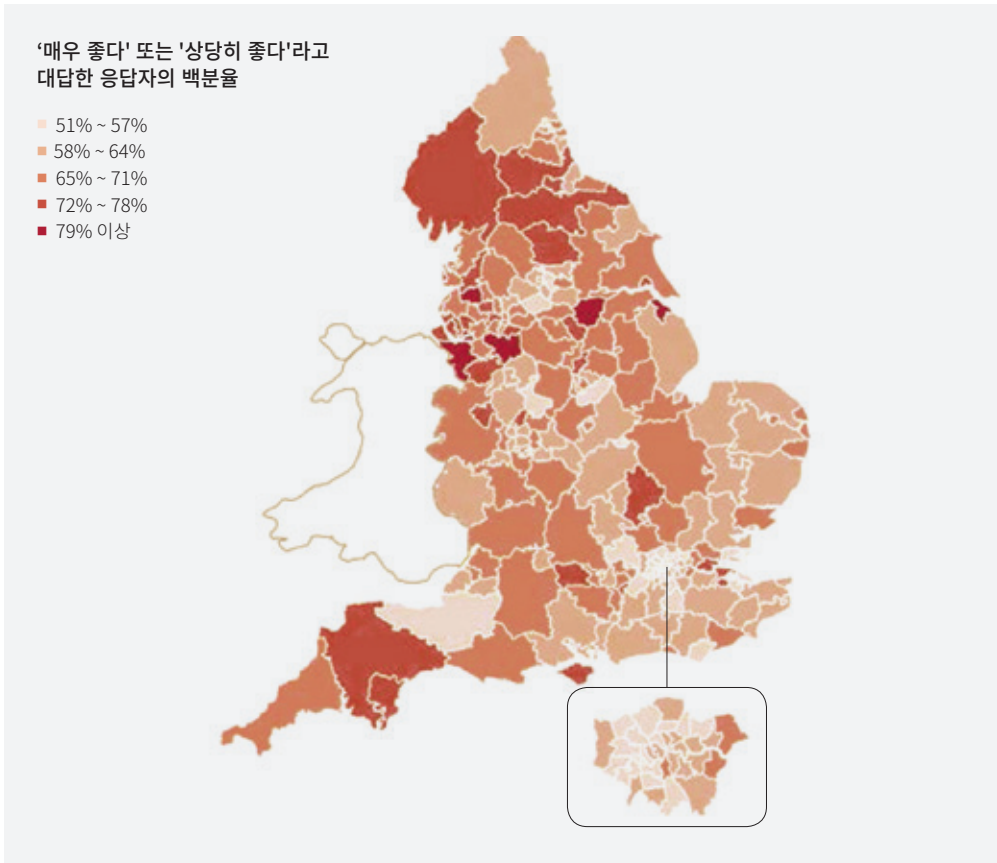 ‘매우 좋다' 또는 '상당히 좋다'라고
대답한 응답자의 백분율
51% ~ 57%
58% ~ 64%
65% ~ 71%
72% ~ 78%
79% 이상